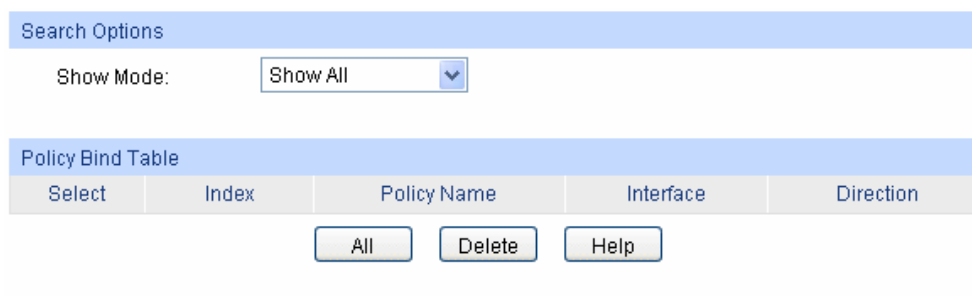 Search Options
Show Mode: Show All
Policy Bind Table
Select Index Policy Name Interface Direction
All Delete Help